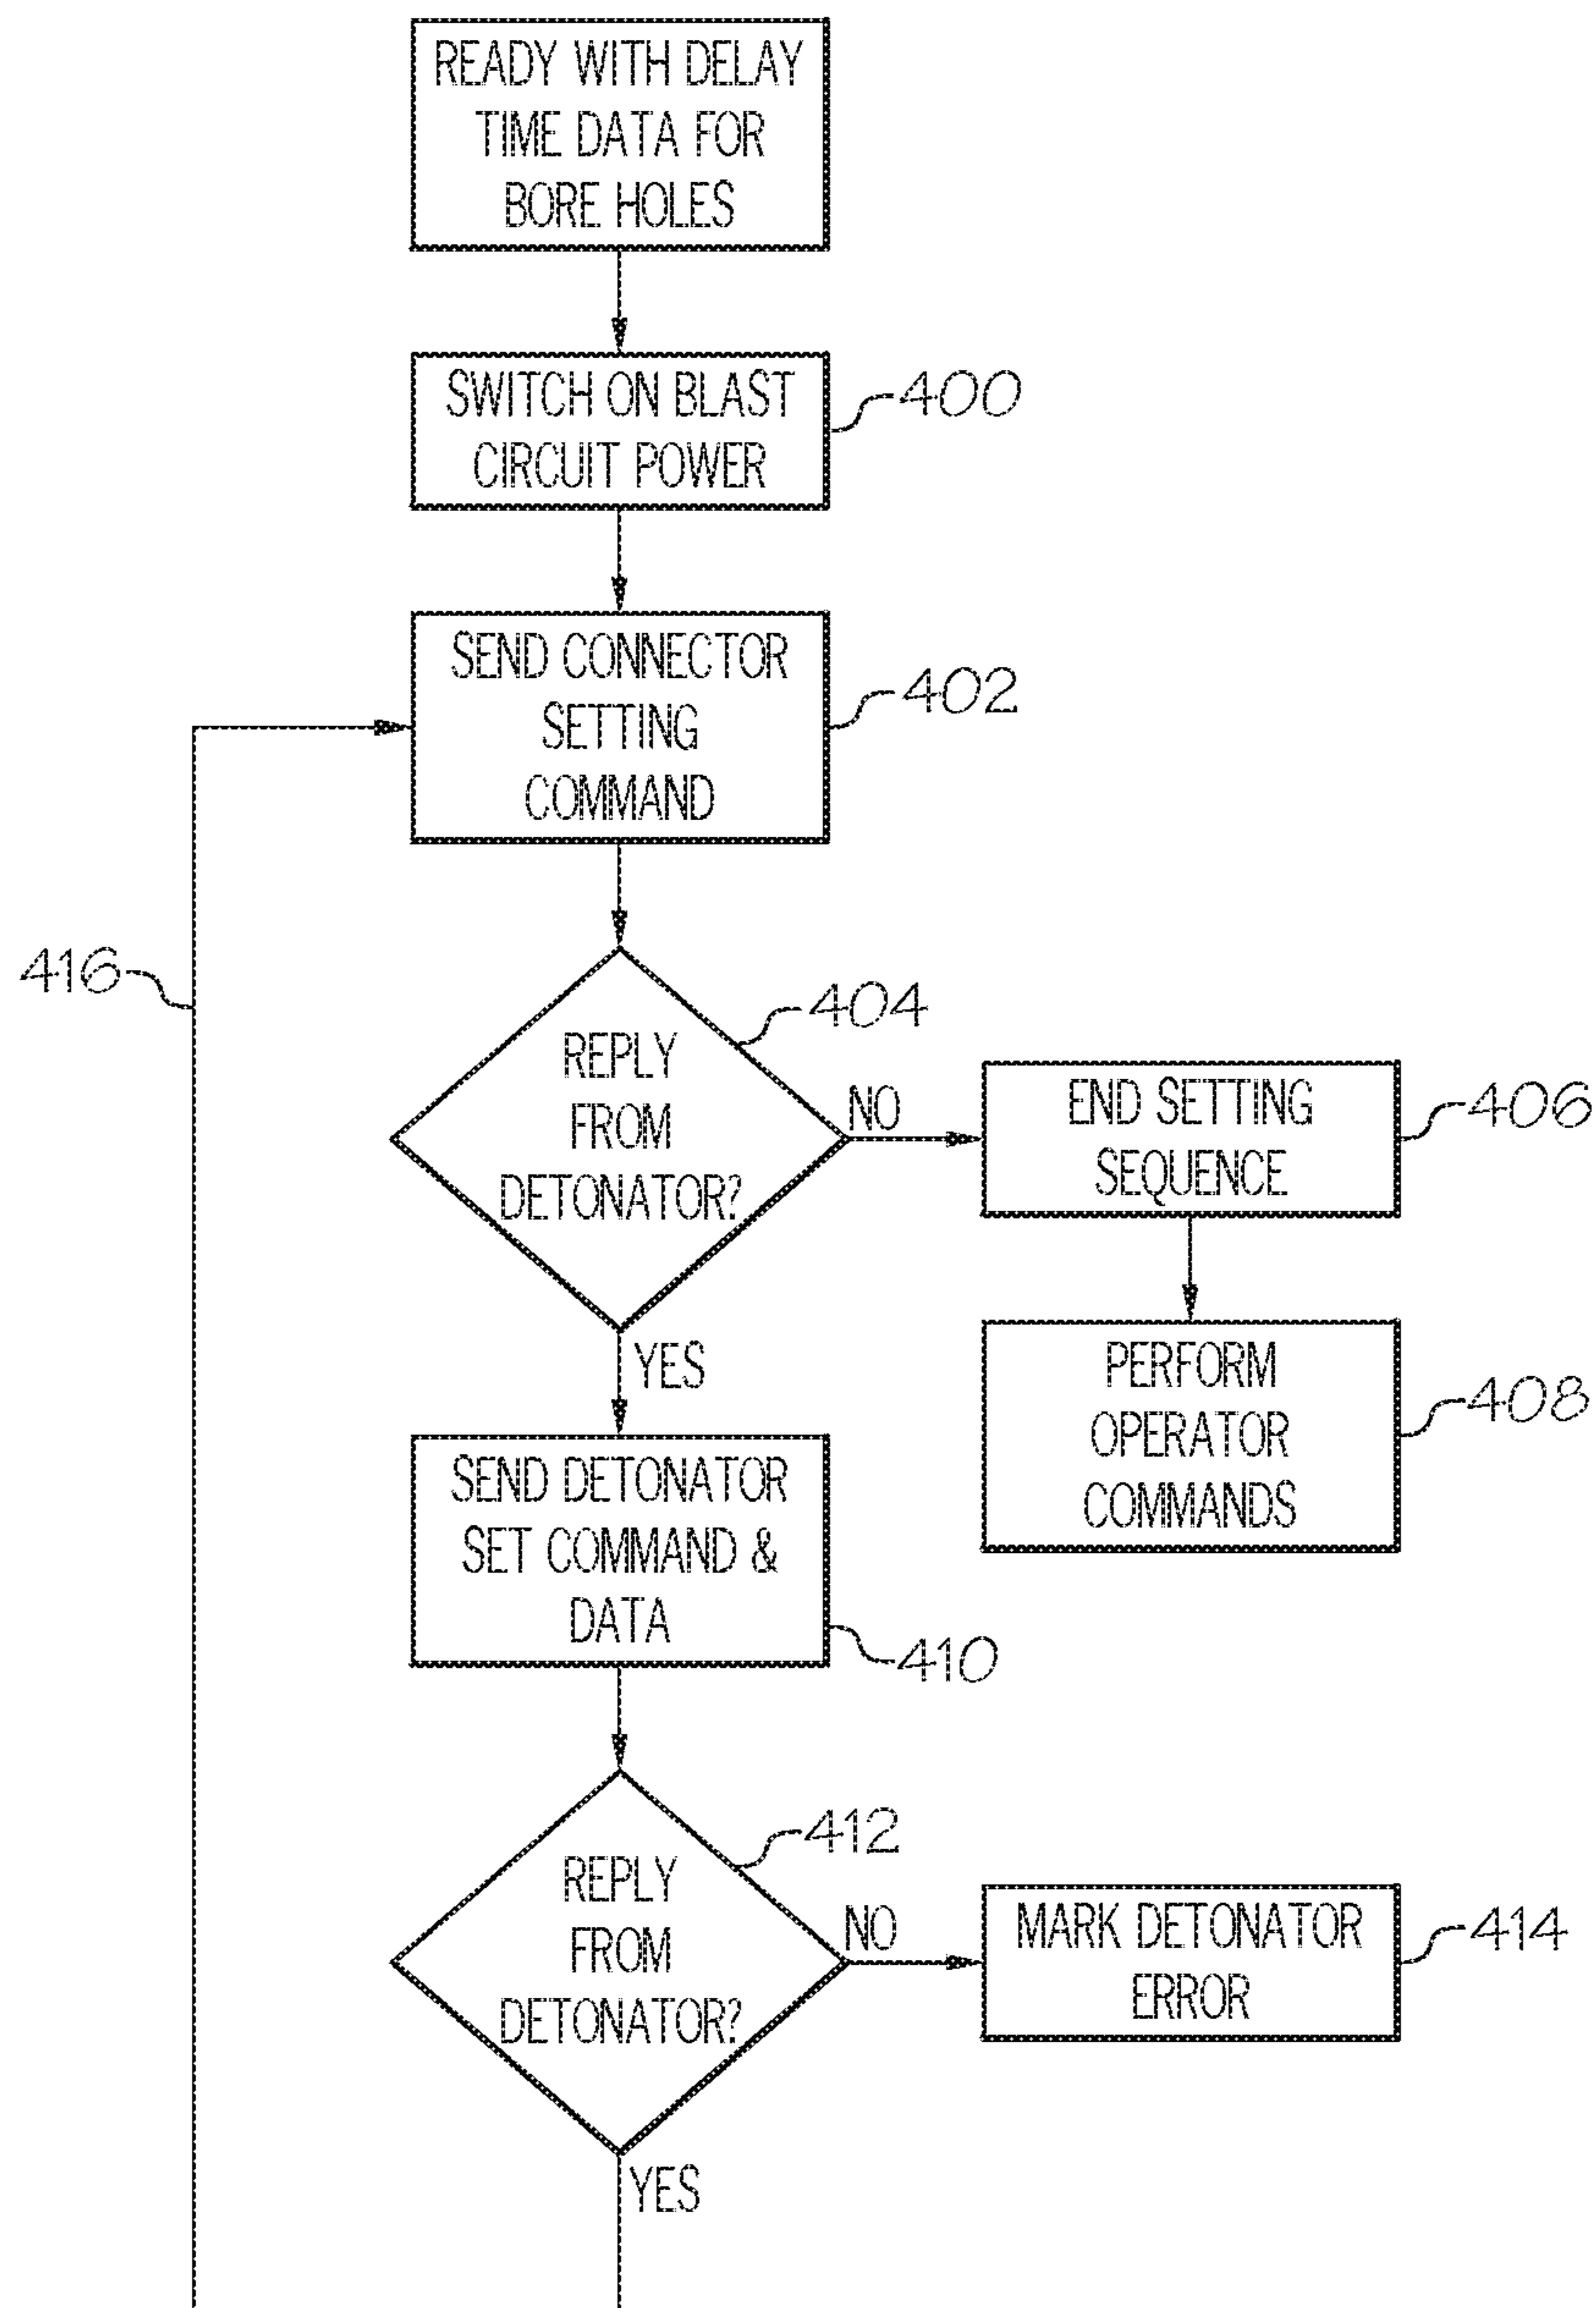 READY WITH DELAY
TIME DATA FOR
BORE HOLES
SWITCH ON BLAST
CIRCUIT POWER
400
SEND CONNECTOR
SETTING
COMMAND
402
416
404
REPLY
FROM
DETONATOR?
NO
END SETTING
SEQUENCE
406
YES
PERFORM
OPERATOR
COMMANDS
408
SEND DETONATOR
SET COMMAND &
DATA
410
412
REPLY
FROM
DETONATOR?
NO
MARK DETONATOR
ERROR
414
YES